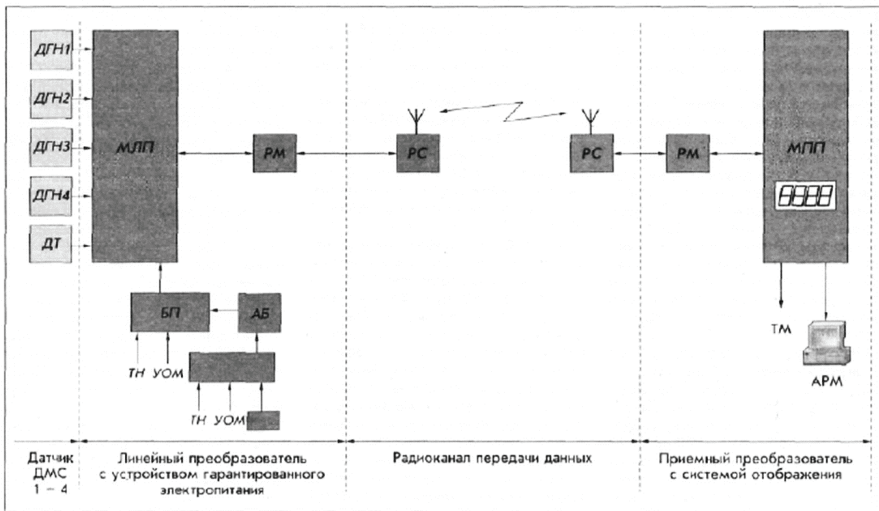 ДГН1
ДГН2
ДГН3
ДГН4
ДТ
МЛП
РМ
РС
РС
РМ
МПП
БП
АБ
ТН УОМ
ТН УОМ
ТМ
АРМ
Датчик
ДМС
1 – 4
Линейный преобразователь
с устройством гарантированного
электропитания
Радиоканал передачи данных
Приемный преобразователь
с системой отображения